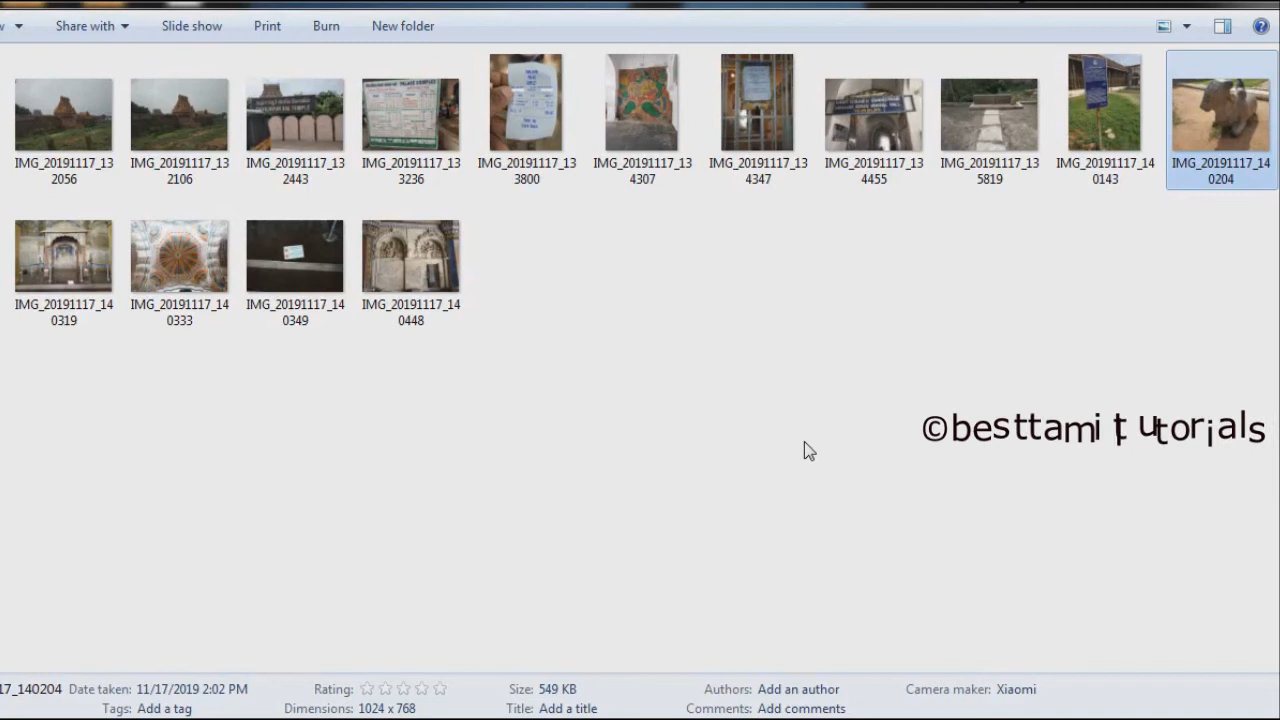 Share with Slide show Print Burn New folder
IMG_20191117_13 IMG_20191117_13 IMG_20191117_13 IMG_20191117_13 IMG_20191117_13 IMG_20191117_13 IMG_20191117_13 IMG_20191117_13 IMG_20191117_13 IMG_20191117_14 IMG_20191117_14
2056 2106 2443 3236 3800 4307 4347 4455 5819 0143 0204
IMG_20191117_14 IMG_20191117_14 IMG_20191117_14 IMG_20191117_14
0319 0333 0349 0448
©besttamil tutorials
17_140204 Date taken: 11/17/2019 2:02 PM Rating: Size: 549 KB Authors: Add an author Camera maker: Xiaomi
Tags: Add a tag Dimensions: 1024 x 768 Title: Add a title Comments: Add comments